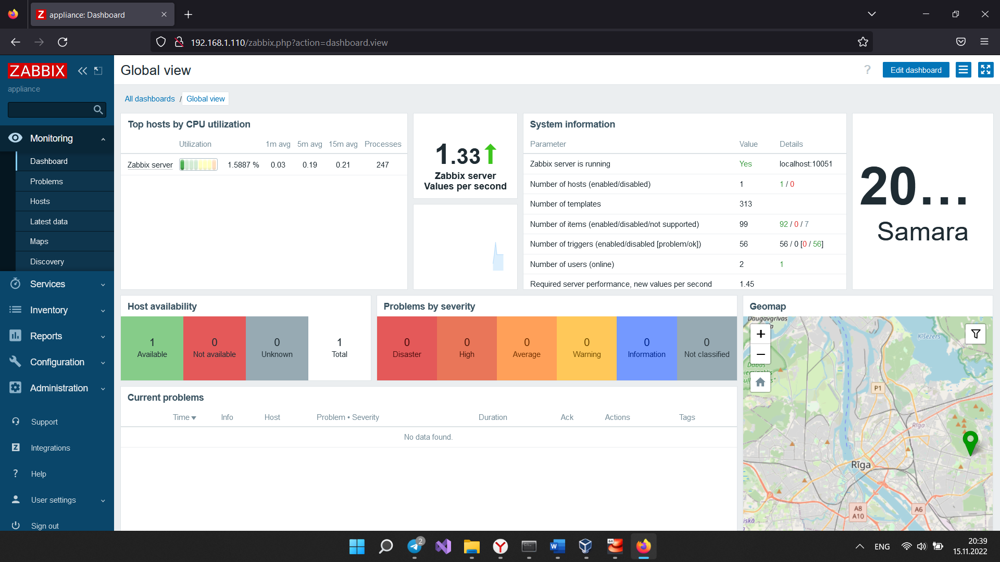 appliance: Dashboard
192.168.1.110/zabbix.php?action=dashboard.view
ZABBIX
appliance
Monitoring
Dashboard
Problems
Hosts
Latest data
Maps
Discovery
Services
Inventory
Reports
Configuration
Administration
Support
Integrations
Help
User settings
Sign out
Global view
? Edit dashboard
All dashboards / Global view
Top hosts by CPU utilization
Utilization 1m avg 5m avg 15m avg Processes
Zabbix server 1.5887 % 0.03 0.19 0.21 247
1.33
Zabbix server
Values per second
System information
Parameter Value Details
Zabbix server is running Yes localhost:10051
Number of hosts (enabled/disabled) 1 1 / 0
Number of templates 313
Number of items (enabled/disabled/not supported) 99 92 / 0 / 7
Number of triggers (enabled/disabled [problem/ok]) 56 56 / 0 [0 / 56]
Number of users (online) 2 1
Required server performance, new values per second 1.45
20...
Samara
Host availability
1 0 0 1
Available Not available Unknown Total
Problems by severity
0 0 0 0 0 0
Disaster High Average Warning Information Not classified
Current problems
Time Info Host Problem • Severity Duration Ack Actions Tags
No data found.
Geomap
Daugavgrīvos
+
−
Ķīšezers
P1
Rīga
Rīga
A8
A10
A6
2
64
ENG
20:39
15.11.2022